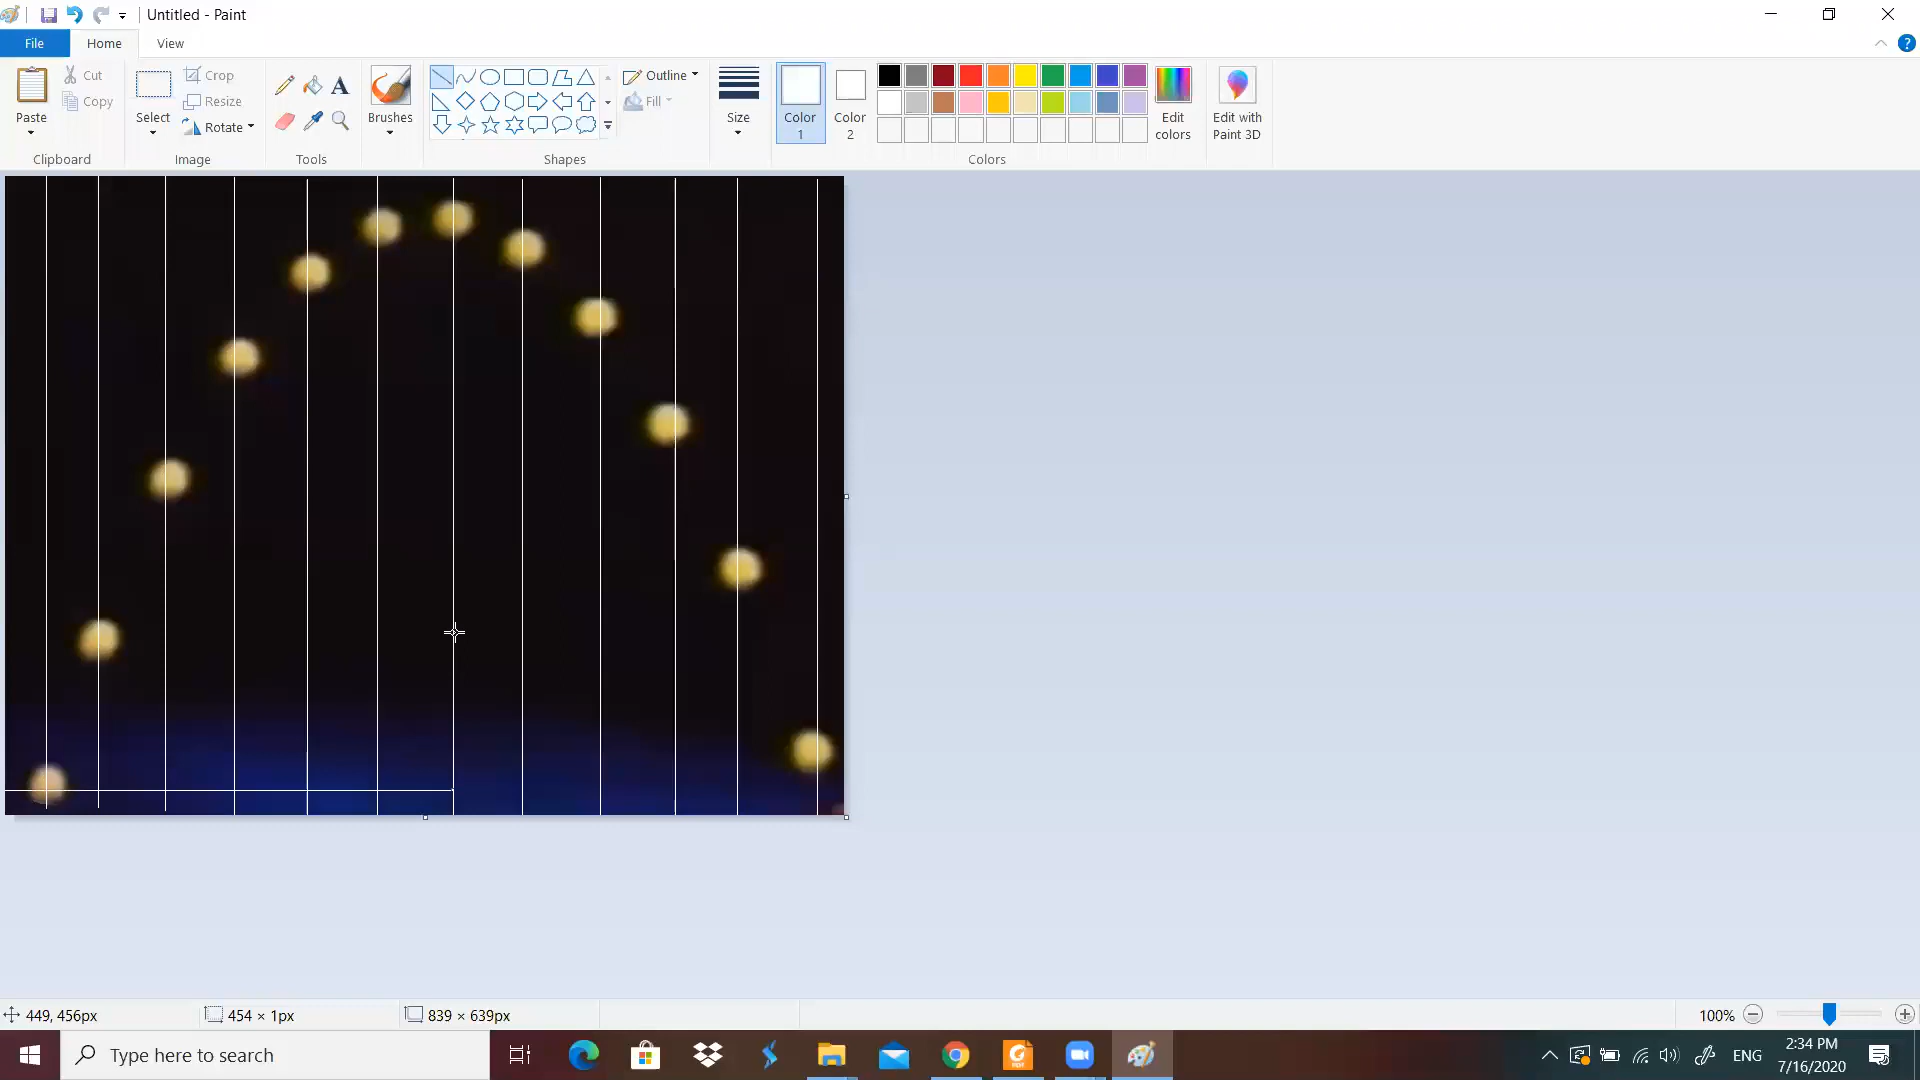 Untitled - Paint
File
Home
View
Paste
Cut
Copy
Clipboard
Select
Crop
Resize
Rotate
Image
A
Tools
Brushes
Shapes
Outline
Fill
Size
Color
1
Color
2
Edit
colors
Colors
Edit with
Paint 3D
?
449, 456px
454 × 1px
839 × 639px
100%
Type here to search
ENG
2:34 PM
7/16/2020